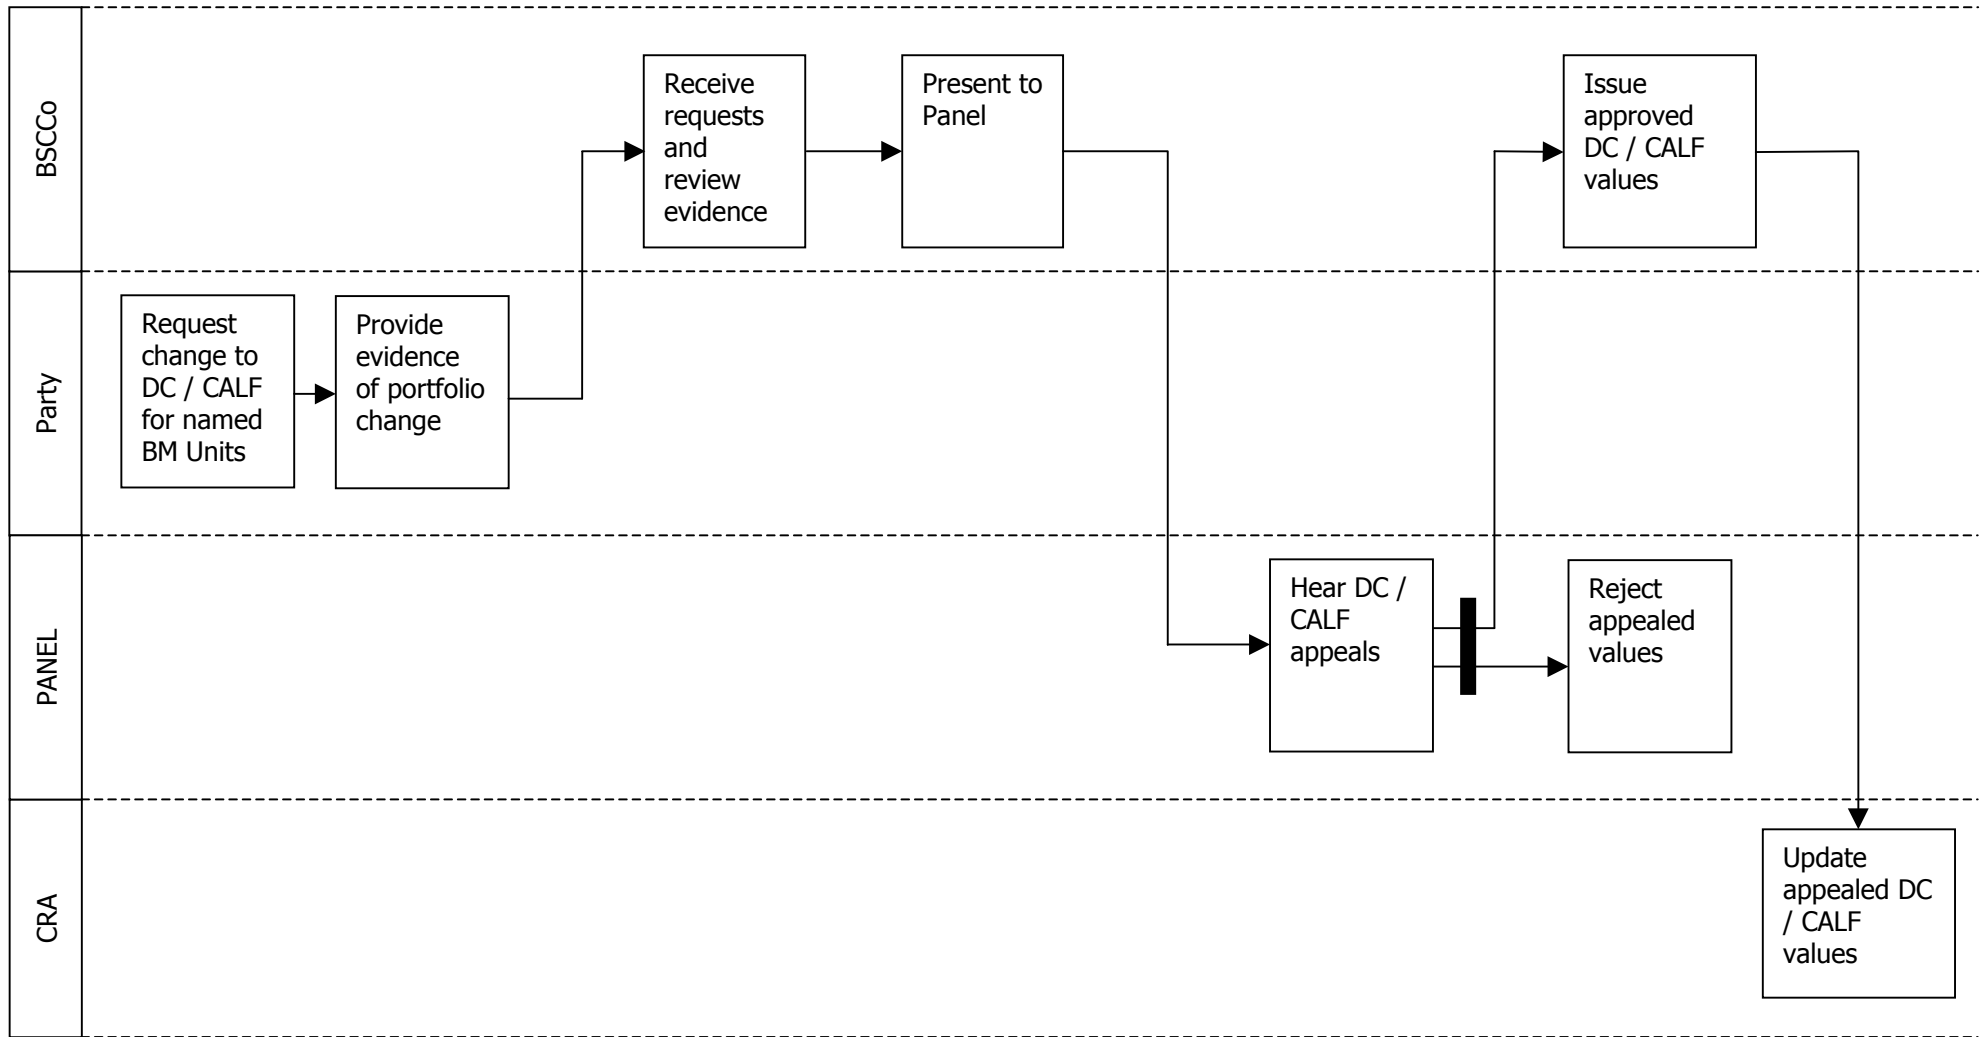 BSCCo
Receive
requests
and
review
evidence
Present to
Panel
Issue
approved
DC / CALF
values
Party
Request
change to
DC / CALF
for named
BM Units
Provide
evidence
of portfolio
change
PANEL
Hear DC /
CALF
appeals
Reject
appealed
values
CRA
Update
appealed DC
/ CALF
values